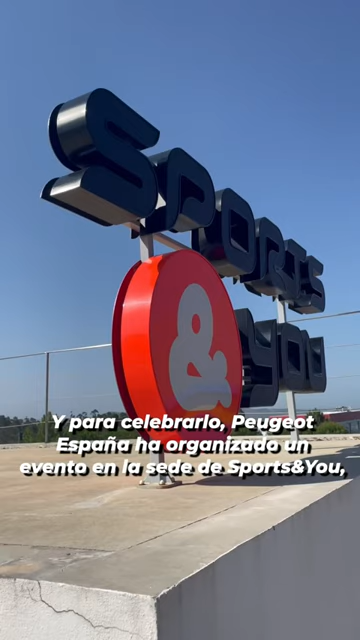 SPORTS
&YOU
Y para celebrarlo, Peugeot
España ha organizado un
evento en la sede de Sports&You,